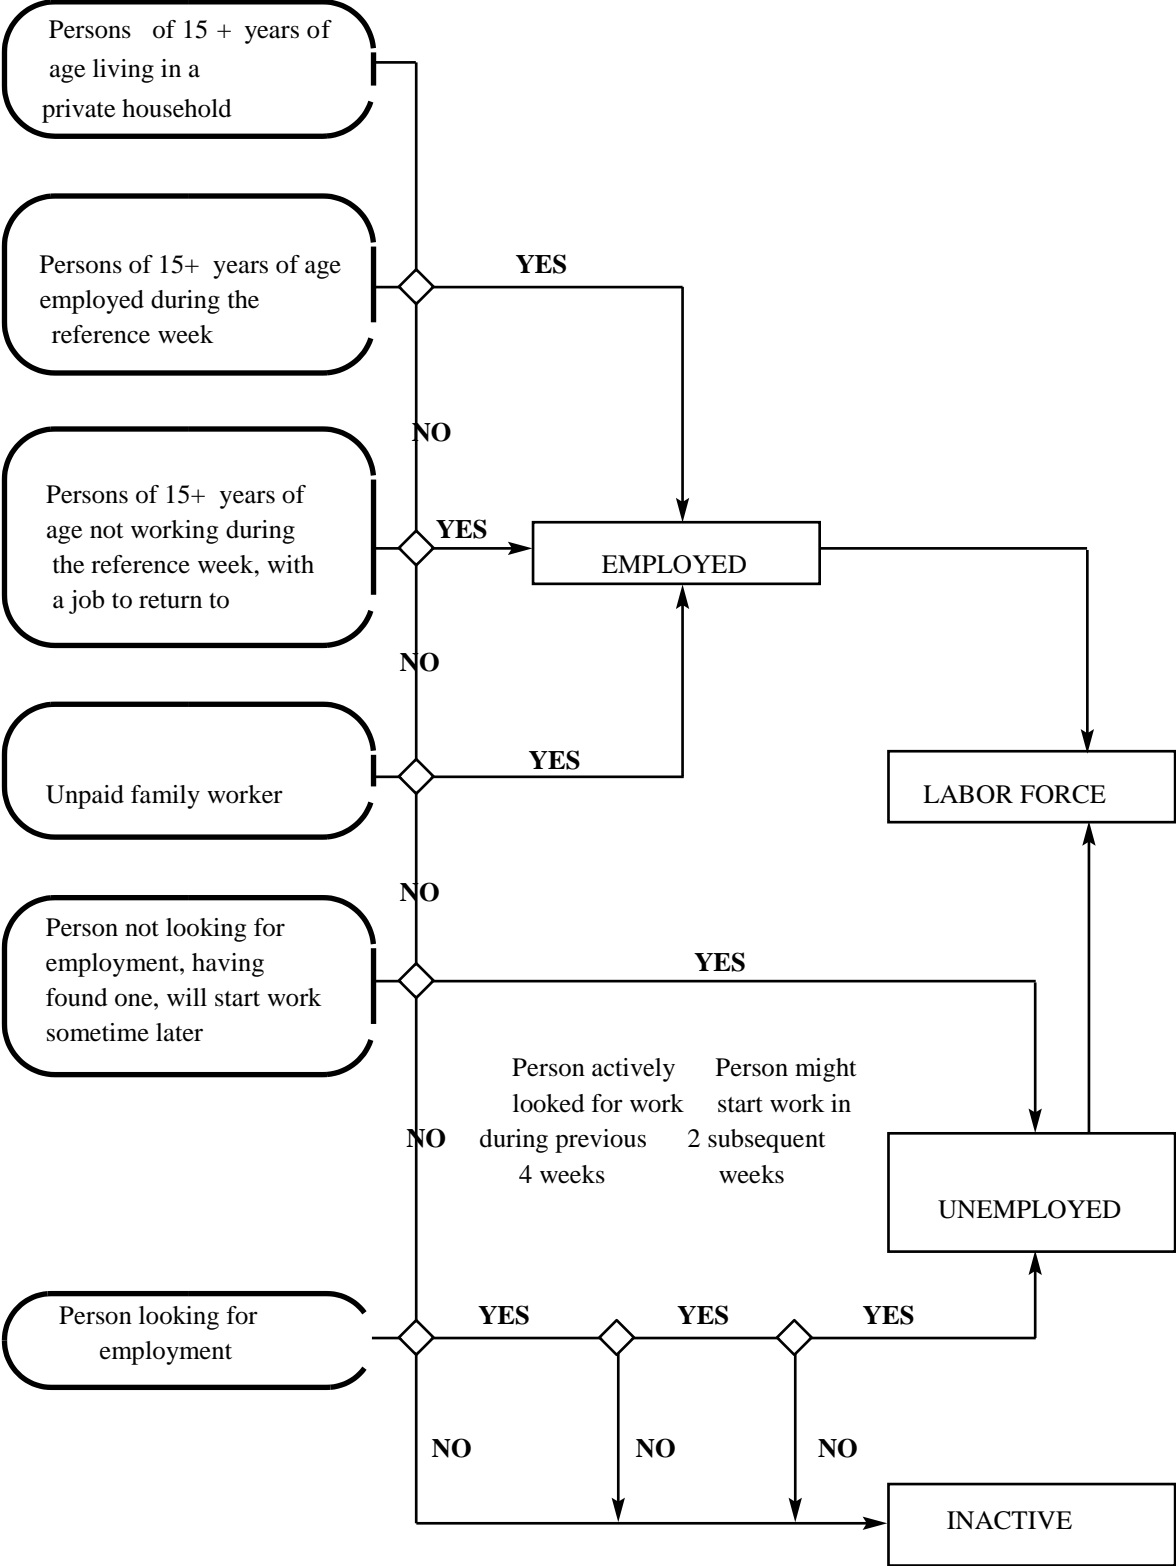 Persons of 15 + years of
age living in a
private household
Persons of 15+ years of age
employed during the
reference week
YES
NO
Persons of 15+ years of
age not working during
the reference week, with
a job to return to
YES
EMPLOYED
NO
Unpaid family worker
YES
LABOR FORCE
NO
Person not looking for
employment, having
found one, will start work
sometime later
YES
Person actively
looked for work
during previous
4 weeks
Person might
start work in
2 subsequent
weeks
NO
UNEMPLOYED
Person looking for
employment
YES
YES
YES
NO
NO
NO
INACTIVE